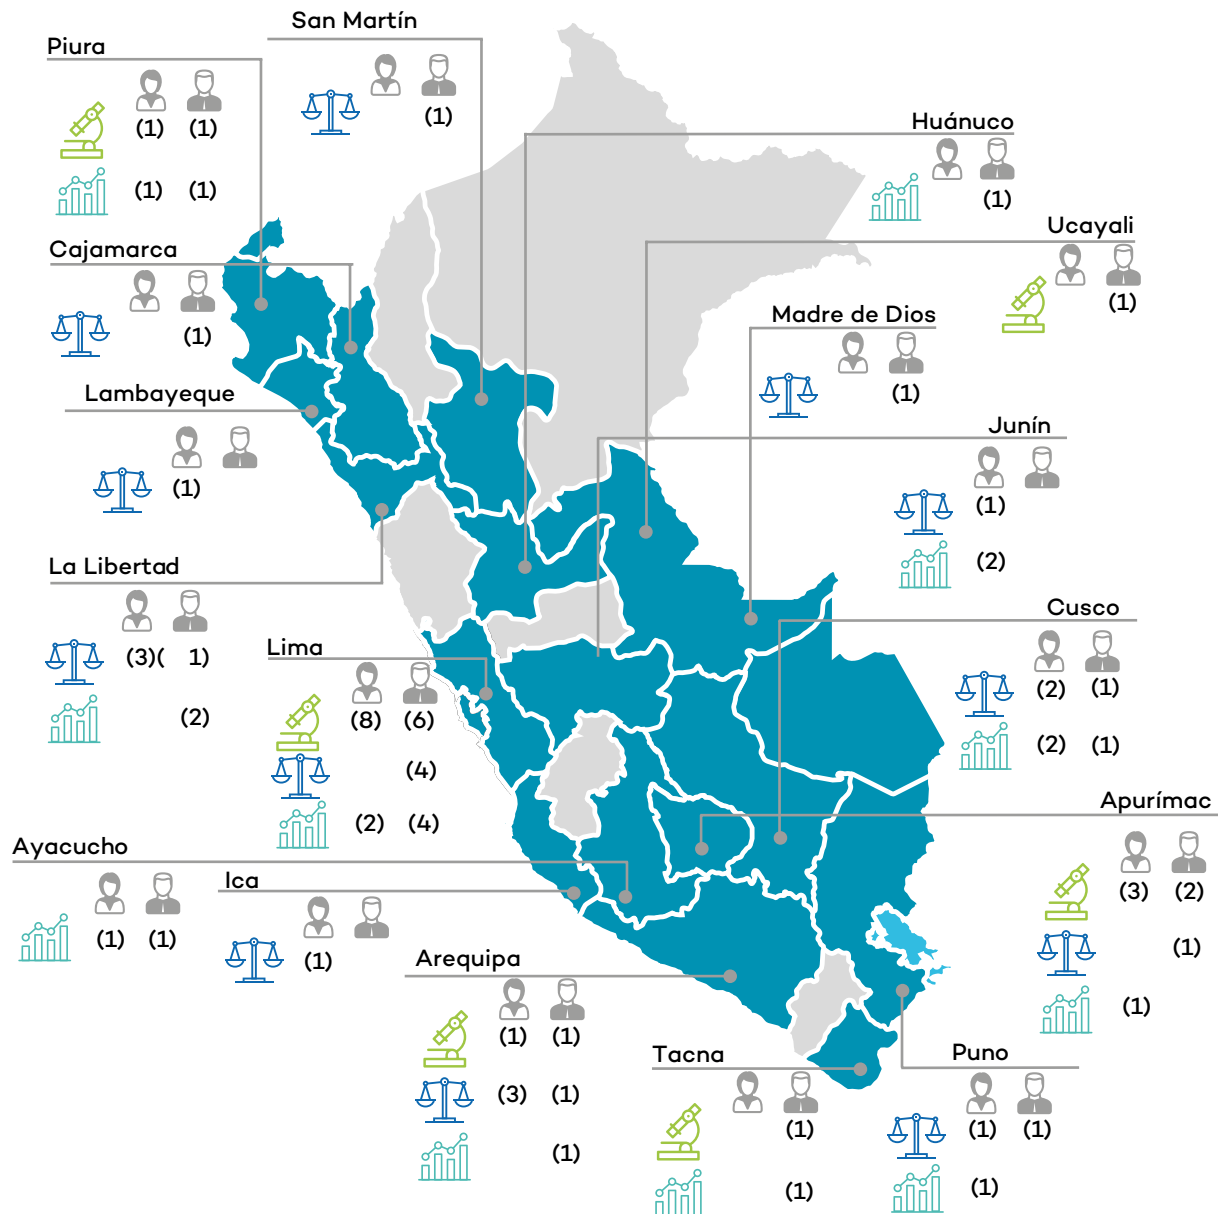 San Martín
(1)
Piura
(1) (1)
(1) (1)
Huánuco
(1)
Ucayali
(1)
Cajamarca
(1)
Madre de Dios
(1)
Lambayeque
(1)
Junín
(1)
(2)
La Libertad
(3)( 1)
(2)
Lima
(8) (6)
(4)
(2) (4)
Cusco
(2) (1)
(2) (1)
Apurímac
(3) (2)
(1)
(1)
Ayacucho
(1) (1)
Ica
(1)
Arequipa
(1) (1)
(3) (1)
(1)
Tacna
(1)
(1)
Puno
(1) (1)
(1)